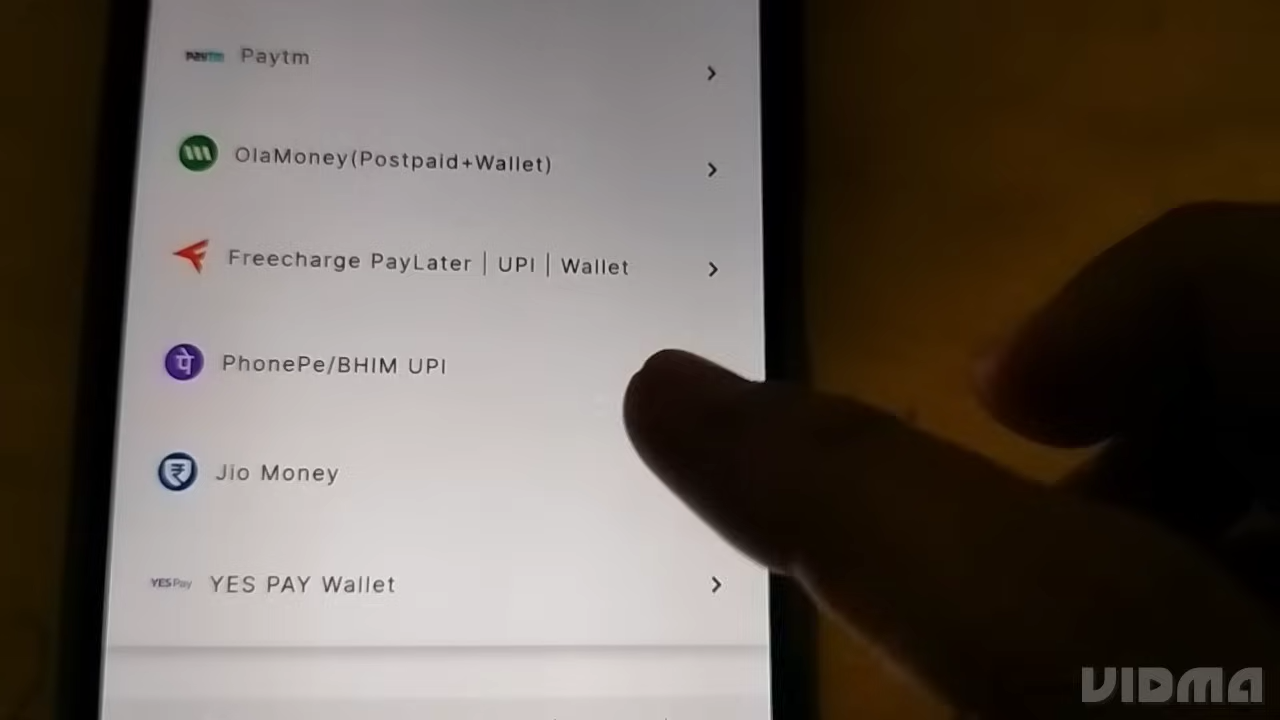 Paytm Paytm
OlaMoney(Postpaid+Wallet)
Freecharge PayLater | UPI | Wallet
पे PhonePe/BHIM UPI
₹ Jio Money
YES Pay YES PAY Wallet
VIDMA